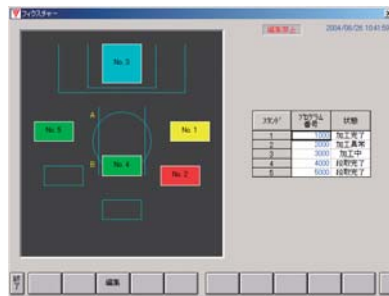 フィクスチャー
編集禁止 2004/06/26 10:41:59
No. 3
A
No. 5
No. 1
B
No. 4
No. 2
スタンド プログラム番号 状態
1 1000 加工完了
2 2000 加工異常
3 3000 加工中
4 4000 段取完了
5 5000 段取完了
終了 編集